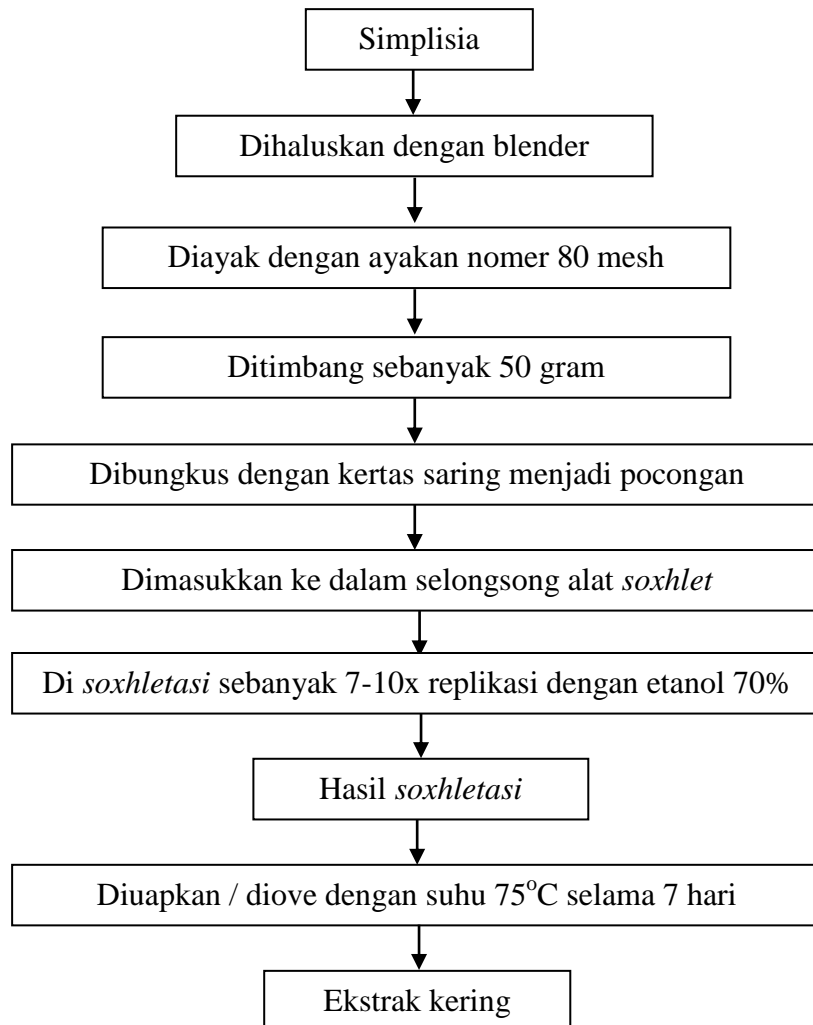 Simplisia
Dihaluskan dengan blender
Diayak dengan ayakan nomer 80 mesh
Ditimbang sebanyak 50 gram
Dibungkus dengan kertas saring menjadi pocongan
Dimasukkan ke dalam selongsong alat soxhlet
Di soxhletasi sebanyak 7-10x replikasi dengan etanol 70%
Hasil soxhletasi
Diuapkan / diove dengan suhu 75°C selama 7 hari
Ekstrak kering